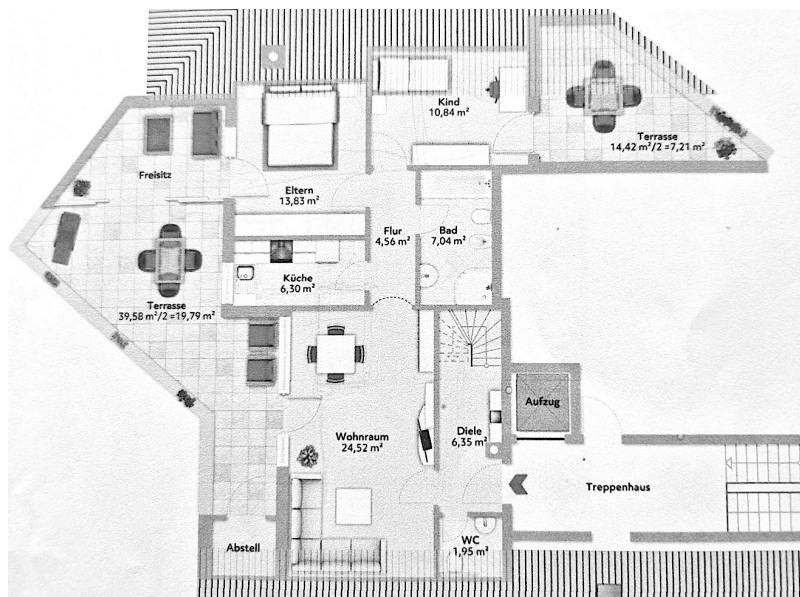 Kind
10,84 m²
Terrasse
14,42 m²/2 =7,21 m²
Freisitz
Eltern
13,83 m²
Flur
4,56 m²
Bad
7,04 m²
Küche
6,30 m²
Terrasse
39,58 m²/2 =19,79 m²
Aufzug
Wohnraum
24,52 m²
Diele
6,35 m²
Treppenhaus
Abstell
WC
1,95 m²